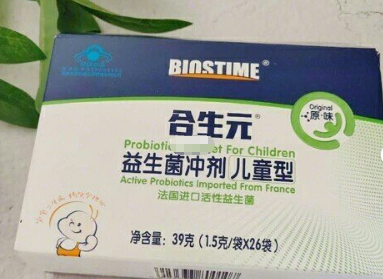 BIOSTIME®
Original
原·味
合生元®
Probiotic et For Children
益生菌冲剂 儿童型
Active Probiotics Imported From France
法国进口活性益生菌
净含量：39克（1.5克/袋X26袋）